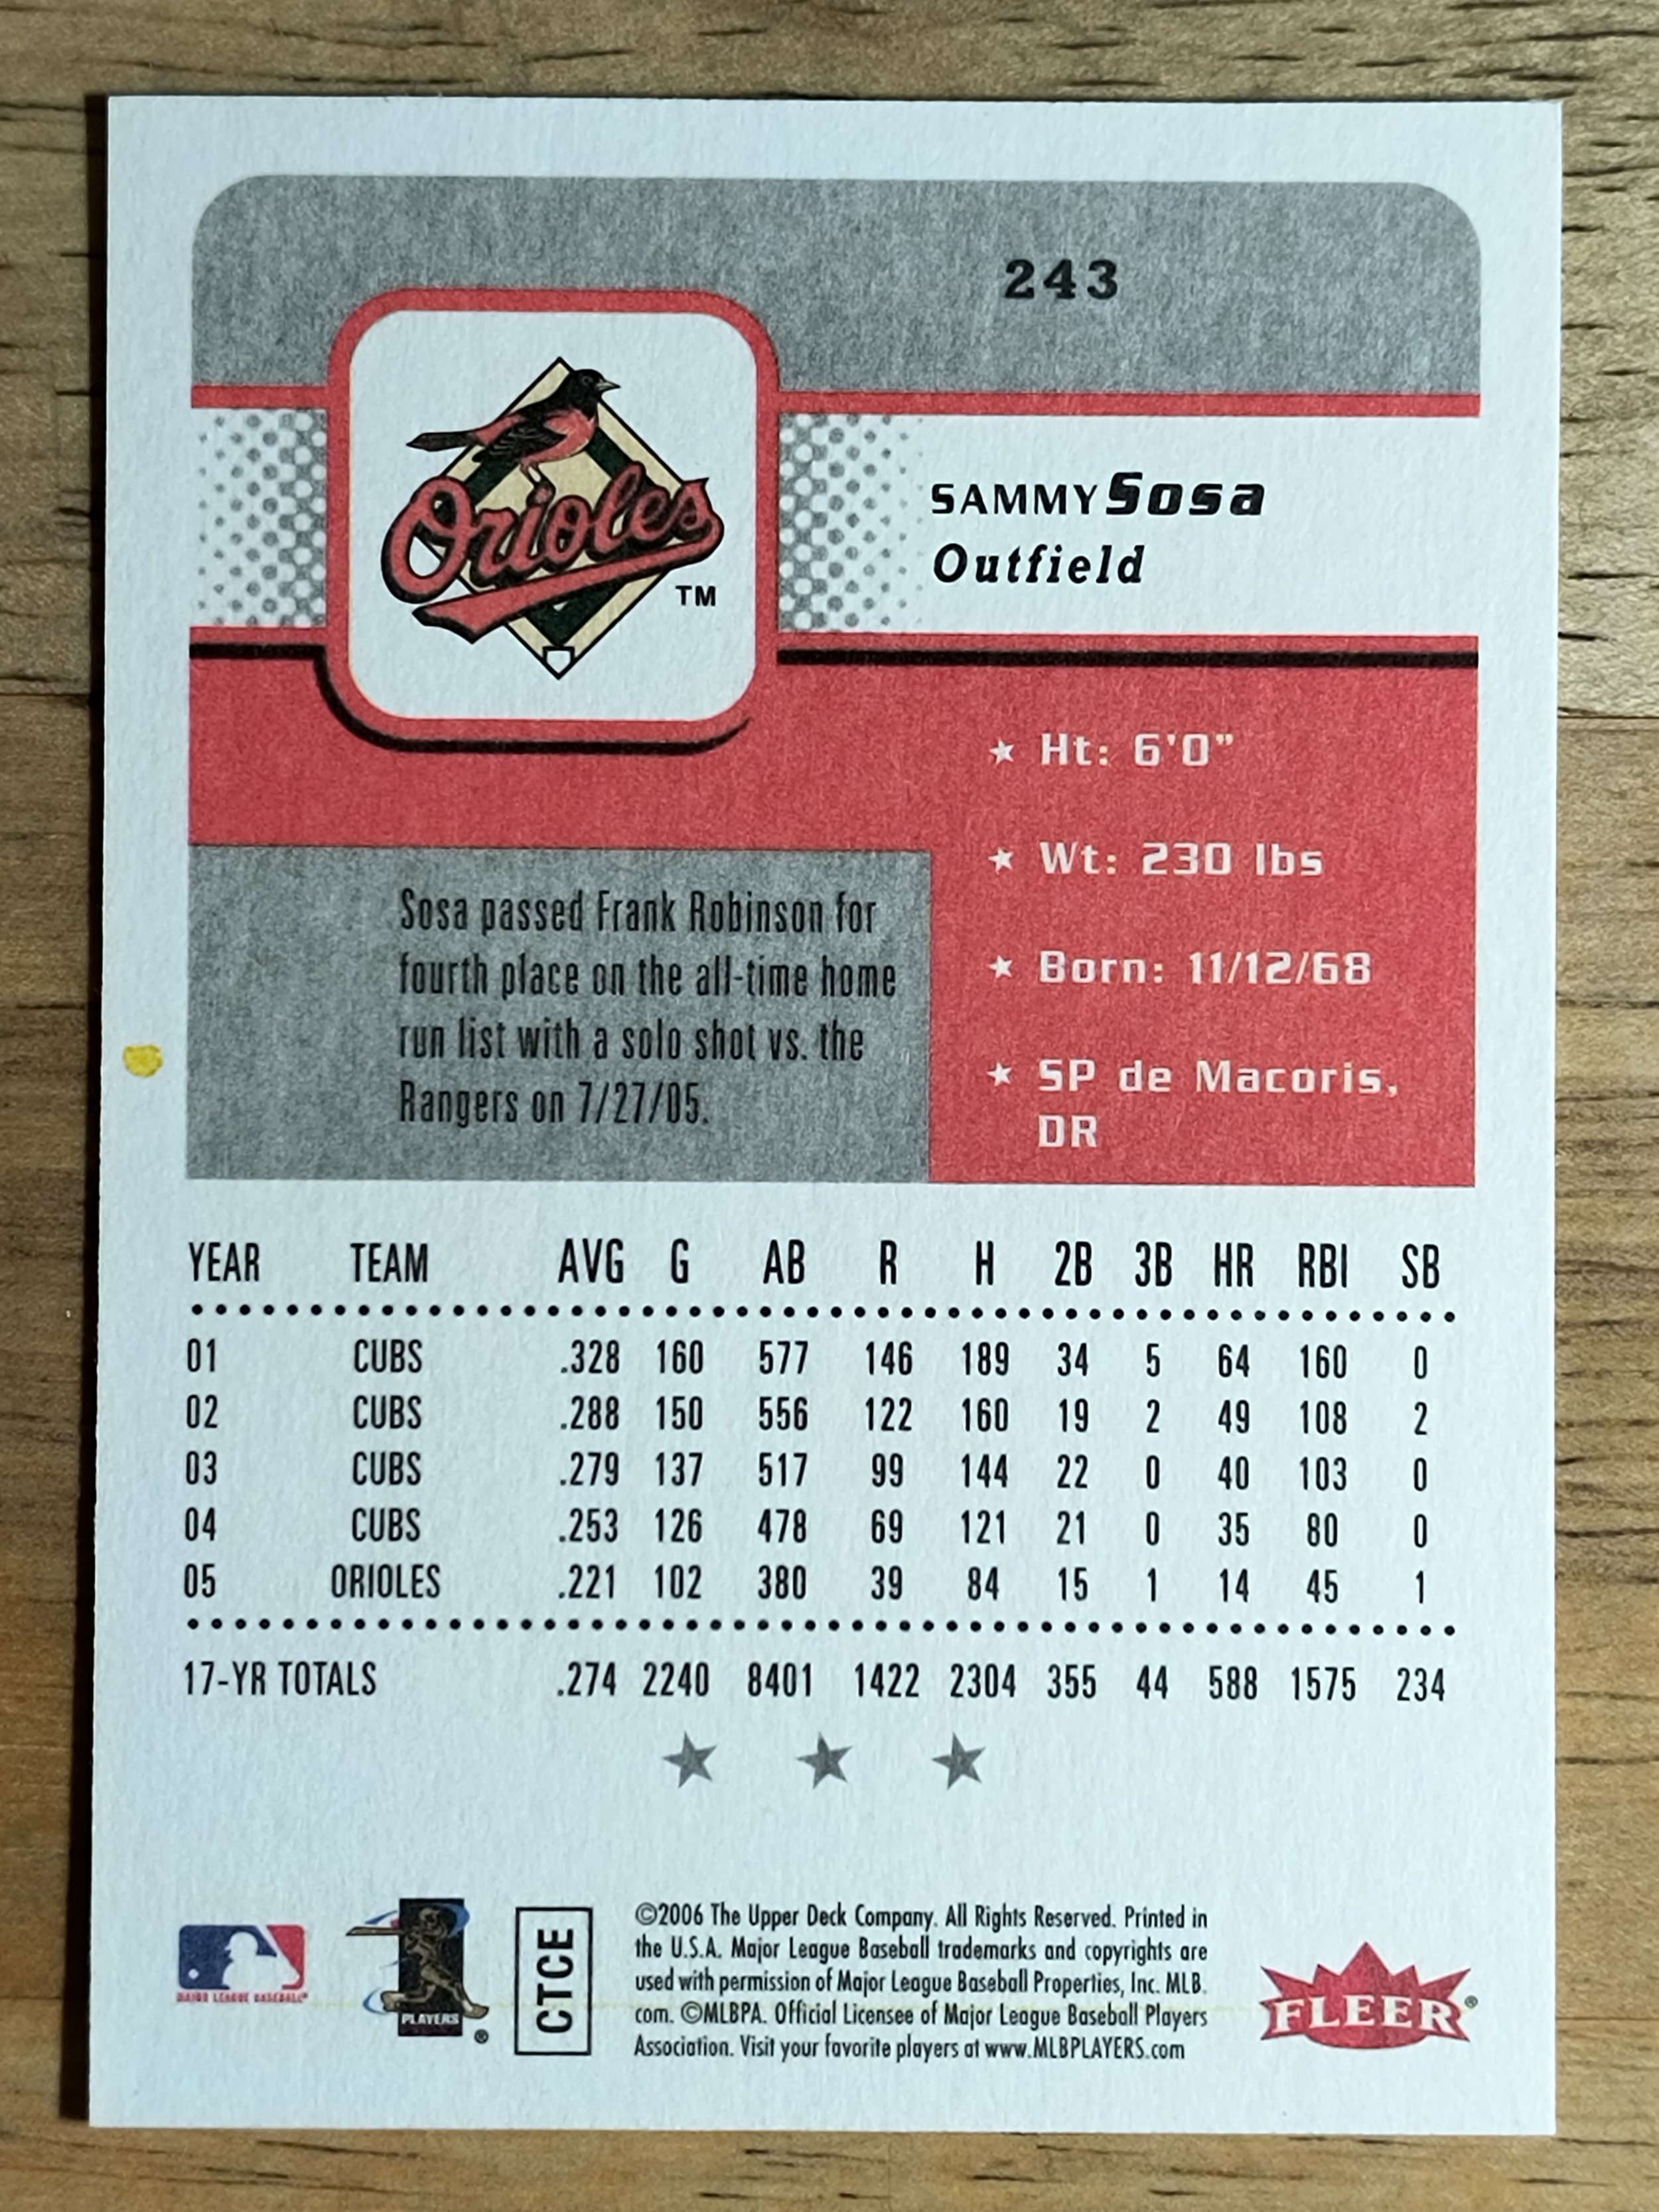 243
Orioles
TM
SAMMY Sosa
Outfield
★ Ht: 6'0"
★ Wt: 230 lbs
★ Born: 11/12/68
★ SP de Macoris,
DR
Sosa passed Frank Robinson for
fourth place on the all-time home
run list with a solo shot vs. the
Rangers on 7/27/05.
YEAR TEAM AVG G AB R H 2B 3B HR RBI SB
01 CUBS .328 160 577 146 189 34 5 64 160 0
02 CUBS .288 150 556 122 160 19 2 49 108 2
03 CUBS .279 137 517 99 144 22 0 40 103 0
04 CUBS .253 126 478 69 121 21 0 35 80 0
05 ORIOLES .221 102 380 39 84 15 1 14 45 1
17-YR TOTALS .274 2240 8401 1422 2304 355 44 588 1575 234
★ ★ ★
MAJOR LEAGUE BASEBALL
PLAYERS
®
CTCE
©2006 The Upper Deck Company. All Rights Reserved. Printed in
the U.S.A. Major League Baseball trademarks and copyrights are
used with permission of Major League Baseball Properties, Inc. MLB.
com. ©MLBPA. Official Licensee of Major League Baseball Players
Association. Visit your favorite players at www.MLBPLAYERS.com
FLEER®